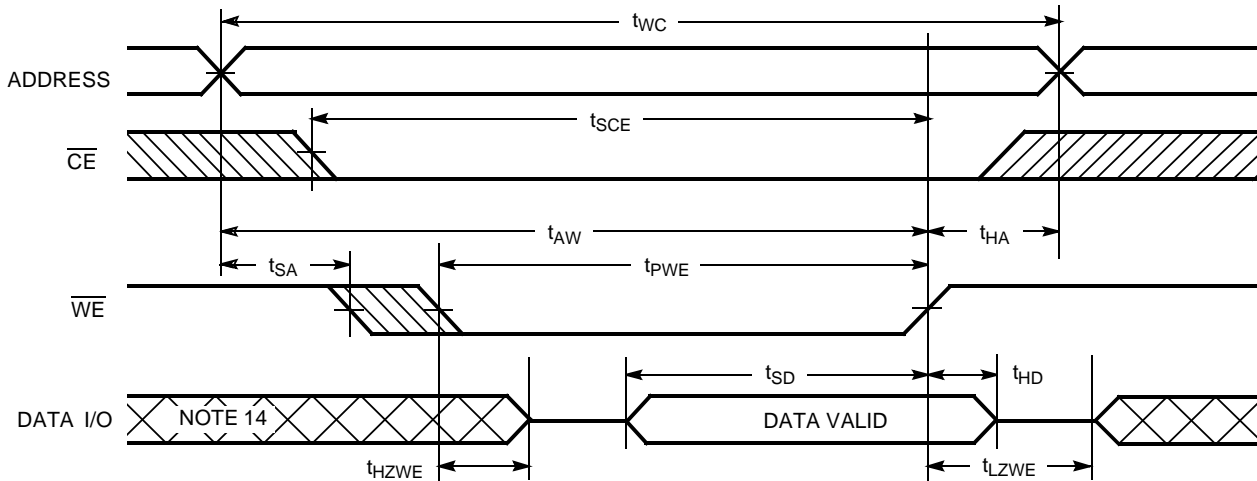 tWC
ADDRESS
tSCE
CE
tAW
tHA
tSA
tPWE
WE
tSD
tHD
DATA I/O
NOTE 14
DATA VALID
tHZWE
tLZWE